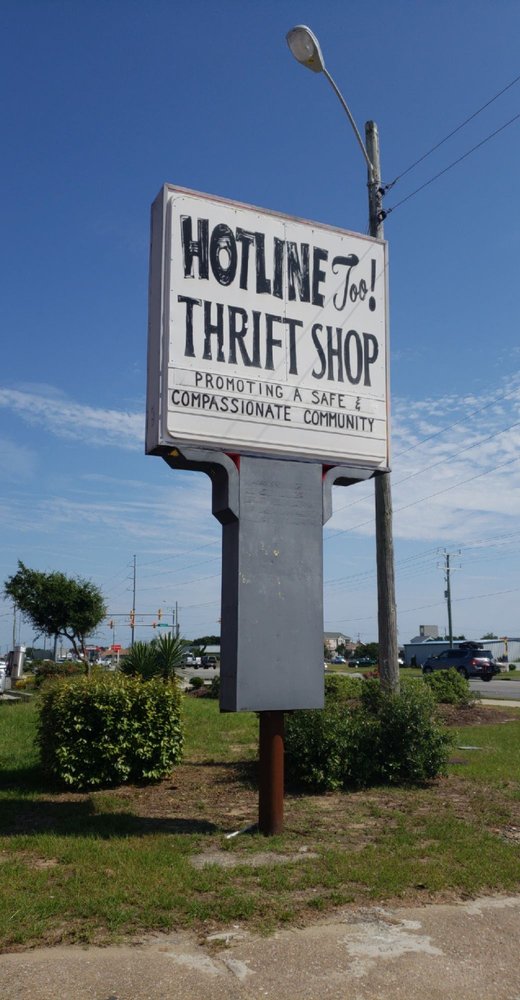 HOTLINE Too!
THRIFT SHOP
PROMOTING A SAFE &
COMPASSIONATE COMMUNITY